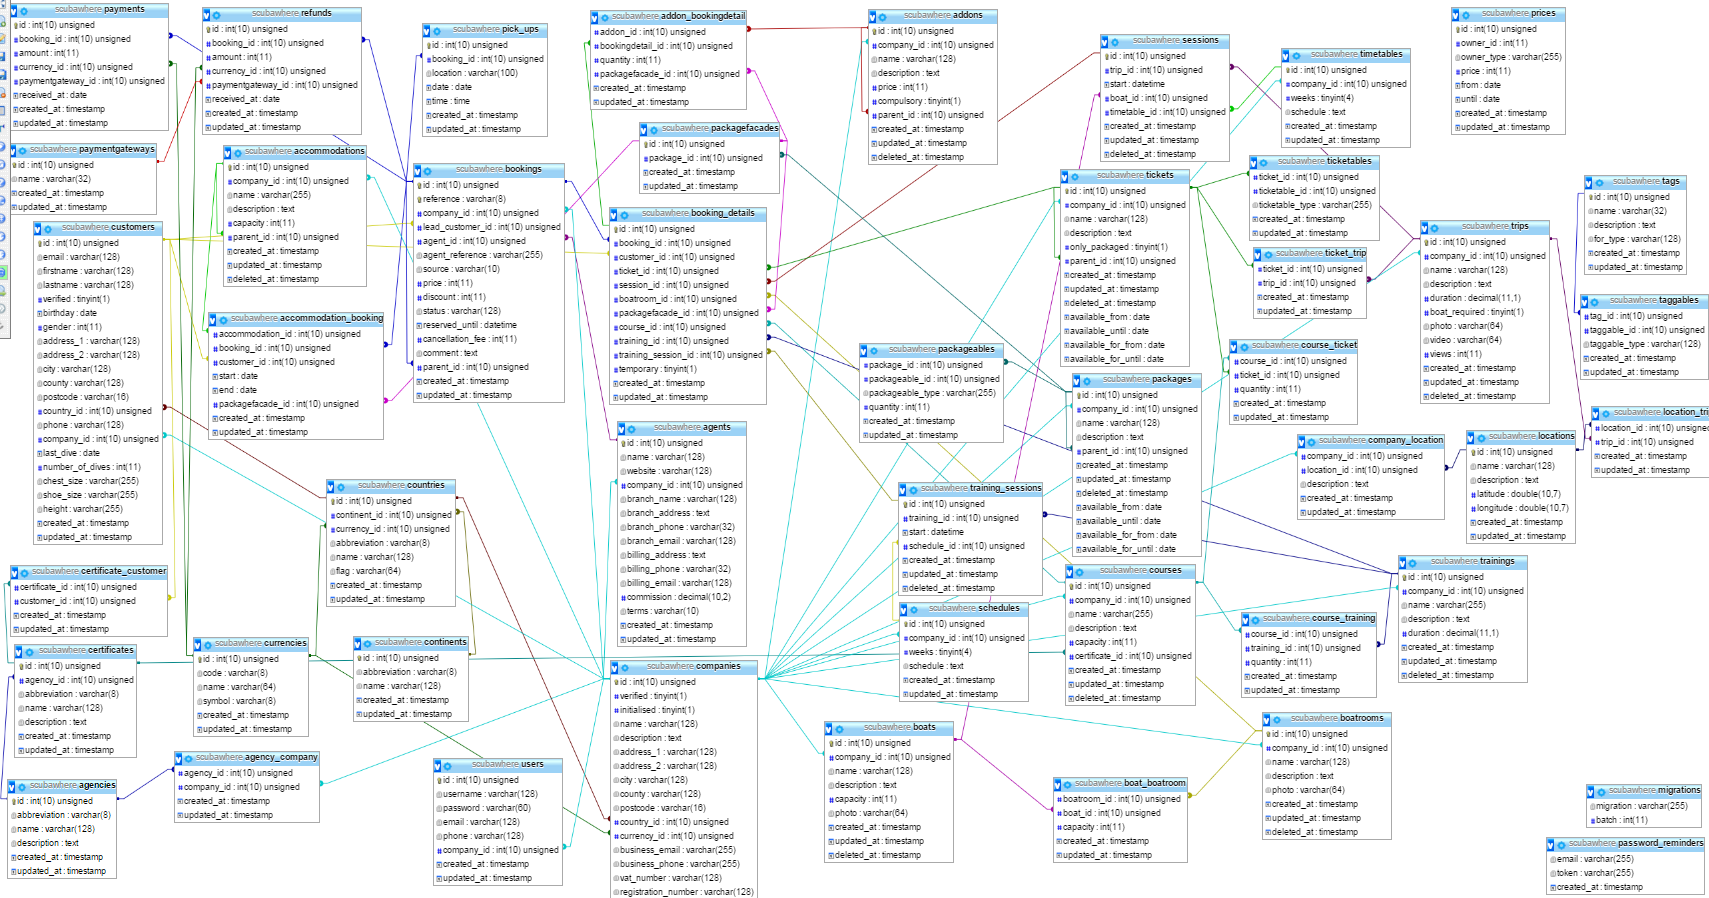 scubawhere payments
id : int(10) unsigned
booking_id : int(10) unsigned
amount : int(11)
currency_id : int(10) unsigned
paymentgateway_id : int(10) unsigned
received_at : date
created_at : timestamp
updated_at : timestamp
scubawhere refunds
id : int(10) unsigned
booking_id : int(10) unsigned
amount : int(11)
currency_id : int(10) unsigned
paymentgateway_id : int(10) unsigned
received_at : date
created_at : timestamp
updated_at : timestamp
scubawhere pick_ups
id : int(10) unsigned
booking_id : int(10) unsigned
location : varchar(100)
date : date
time : time
created_at : timestamp
updated_at : timestamp
scubawhere addon_bookingdetail
addon_id : int(10) unsigned
bookingdetail_id : int(10) unsigned
quantity : int(11)
packagefacade_id : int(10) unsigned
created_at : timestamp
updated_at : timestamp
scubawhere addons
id : int(10) unsigned
company_id : int(10) unsigned
name : varchar(128)
description : text
price : int(11)
compulsory : tinyint(1)
parent_id : int(10) unsigned
created_at : timestamp
updated_at : timestamp
deleted_at : timestamp
scubawhere sessions
id : int(10) unsigned
trip_id : int(10) unsigned
start : datetime
boat_id : int(10) unsigned
timetable_id : int(10) unsigned
created_at : timestamp
updated_at : timestamp
deleted_at : timestamp
scubawhere timetables
id : int(10) unsigned
company_id : int(10) unsigned
weeks : tinyint(4)
schedule : text
created_at : timestamp
updated_at : timestamp
scubawhere prices
id : int(10) unsigned
owner_id : int(11)
owner_type : varchar(255)
price : int(11)
from : date
until : date
created_at : timestamp
updated_at : timestamp
scubawhere paymentgateways
id : int(10) unsigned
name : varchar(32)
created_at : timestamp
updated_at : timestamp
scubawhere accommodations
id : int(10) unsigned
company_id : int(10) unsigned
name : varchar(255)
description : text
capacity : int(11)
parent_id : int(10) unsigned
created_at : timestamp
updated_at : timestamp
deleted_at : timestamp
scubawhere bookings
id : int(10) unsigned
reference : varchar(8)
company_id : int(10) unsigned
lead_customer_id : int(10) unsigned
agent_id : int(10) unsigned
agent_reference : varchar(255)
source : varchar(10)
price : int(11)
discount : int(11)
status : varchar(128)
reserved_until : datetime
cancellation_fee : int(11)
comment : text
parent_id : int(10) unsigned
created_at : timestamp
updated_at : timestamp
scubawhere packagefacades
id : int(10) unsigned
package_id : int(10) unsigned
created_at : timestamp
updated_at : timestamp
scubawhere booking_details
id : int(10) unsigned
booking_id : int(10) unsigned
customer_id : int(10) unsigned
ticket_id : int(10) unsigned
session_id : int(10) unsigned
boatroom_id : int(10) unsigned
packagefacade_id : int(10) unsigned
course_id : int(10) unsigned
training_id : int(10) unsigned
training_session_id : int(10) unsigned
temporary : tinyint(1)
created_at : timestamp
updated_at : timestamp
scubawhere tickets
id : int(10) unsigned
company_id : int(10) unsigned
name : varchar(128)
description : text
only_packaged : tinyint(1)
parent_id : int(10) unsigned
created_at : timestamp
updated_at : timestamp
deleted_at : timestamp
available_from : date
available_until : date
available_for_from : date
available_for_until : date
scubawhere ticketables
ticket_id : int(10) unsigned
ticketable_id : int(10) unsigned
ticketable_type : varchar(255)
created_at : timestamp
updated_at : timestamp
scubawhere ticket_trip
ticket_id : int(10) unsigned
trip_id : int(10) unsigned
created_at : timestamp
updated_at : timestamp
scubawhere trips
id : int(10) unsigned
company_id : int(10) unsigned
name : varchar(128)
description : text
duration : decimal(11,1)
boat_required : tinyint(1)
photo : varchar(64)
video : varchar(64)
views : int(11)
created_at : timestamp
updated_at : timestamp
deleted_at : timestamp
scubawhere tags
id : int(10) unsigned
name : varchar(32)
description : text
for_type : varchar(128)
created_at : timestamp
updated_at : timestamp
scubawhere taggables
tag_id : int(10) unsigned
taggable_id : int(10) unsigned
taggable_type : varchar(128)
created_at : timestamp
updated_at : timestamp
scubawhere customers
id : int(10) unsigned
email : varchar(128)
firstname : varchar(128)
lastname : varchar(128)
verified : tinyint(1)
birthday : date
gender : int(11)
address_1 : varchar(128)
address_2 : varchar(128)
city : varchar(128)
county : varchar(128)
postcode : varchar(16)
country_id : int(10) unsigned
phone : varchar(128)
company_id : int(10) unsigned
last_dive : date
number_of_dives : int(11)
chest_size : varchar(255)
shoe_size : varchar(255)
height : varchar(255)
created_at : timestamp
updated_at : timestamp
scubawhere accommodation_booking
accommodation_id : int(10) unsigned
booking_id : int(10) unsigned
customer_id : int(10) unsigned
start : date
end : date
packagefacade_id : int(10) unsigned
created_at : timestamp
updated_at : timestamp
scubawhere packageables
package_id : int(10) unsigned
packageable_id : int(10) unsigned
packageable_type : varchar(255)
quantity : int(11)
created_at : timestamp
updated_at : timestamp
scubawhere packages
id : int(10) unsigned
company_id : int(10) unsigned
name : varchar(128)
description : text
parent_id : int(10) unsigned
created_at : timestamp
updated_at : timestamp
deleted_at : timestamp
available_from : date
available_until : date
available_for_from : date
available_for_until : date
scubawhere course_ticket
course_id : int(10) unsigned
ticket_id : int(10) unsigned
quantity : int(11)
created_at : timestamp
updated_at : timestamp
scubawhere location_tri
location_id : int(10) unsigned
trip_id : int(10) unsigned
created_at : timestamp
updated_at : timestamp
scubawhere company_location
company_id : int(10) unsigned
location_id : int(10) unsigned
description : text
created_at : timestamp
updated_at : timestamp
scubawhere locations
id : int(10) unsigned
name : varchar(128)
description : text
latitude : double(10,7)
longitude : double(10,7)
created_at : timestamp
updated_at : timestamp
scubawhere agents
id : int(10) unsigned
name : varchar(128)
website : varchar(128)
company_id : int(10) unsigned
branch_name : varchar(128)
branch_address : text
branch_phone : varchar(32)
branch_email : varchar(128)
billing_address : text
billing_phone : varchar(32)
billing_email : varchar(128)
commission : decimal(10,2)
terms : varchar(10)
created_at : timestamp
updated_at : timestamp
scubawhere countries
id : int(10) unsigned
continent_id : int(10) unsigned
currency_id : int(10) unsigned
abbreviation : varchar(8)
name : varchar(128)
flag : varchar(64)
created_at : timestamp
updated_at : timestamp
scubawhere training_sessions
id : int(10) unsigned
training_id : int(10) unsigned
start : datetime
schedule_id : int(10) unsigned
created_at : timestamp
updated_at : timestamp
deleted_at : timestamp
scubawhere schedules
id : int(10) unsigned
company_id : int(10) unsigned
weeks : tinyint(4)
schedule : text
created_at : timestamp
updated_at : timestamp
scubawhere courses
id : int(10) unsigned
company_id : int(10) unsigned
name : varchar(255)
description : text
capacity : int(11)
certificate_id : int(10) unsigned
created_at : timestamp
updated_at : timestamp
deleted_at : timestamp
scubawhere course_training
course_id : int(10) unsigned
training_id : int(10) unsigned
quantity : int(11)
created_at : timestamp
updated_at : timestamp
scubawhere trainings
id : int(10) unsigned
company_id : int(10) unsigned
name : varchar(255)
description : text
duration : decimal(11,1)
created_at : timestamp
updated_at : timestamp
deleted_at : timestamp
scubawhere certificate_customer
certificate_id : int(10) unsigned
customer_id : int(10) unsigned
created_at : timestamp
updated_at : timestamp
scubawhere certificates
id : int(10) unsigned
agency_id : int(10) unsigned
abbreviation : varchar(8)
name : varchar(128)
description : text
created_at : timestamp
updated_at : timestamp
scubawhere currencies
id : int(10) unsigned
code : varchar(8)
name : varchar(64)
symbol : varchar(8)
created_at : timestamp
updated_at : timestamp
scubawhere continents
id : int(10) unsigned
abbreviation : varchar(8)
name : varchar(128)
created_at : timestamp
updated_at : timestamp
scubawhere companies
id : int(10) unsigned
verified : tinyint(1)
initialised : tinyint(1)
name : varchar(128)
description : text
address_1 : varchar(128)
address_2 : varchar(128)
city : varchar(128)
county : varchar(128)
postcode : varchar(16)
country_id : int(10) unsigned
currency_id : int(10) unsigned
business_email : varchar(255)
business_phone : varchar(255)
vat_number : varchar(128)
registration_number : varchar(128)
scubawhere agencies
id : int(10) unsigned
abbreviation : varchar(8)
name : varchar(128)
description : text
created_at : timestamp
updated_at : timestamp
scubawhere agency_company
agency_id : int(10) unsigned
company_id : int(10) unsigned
created_at : timestamp
updated_at : timestamp
scubawhere users
id : int(10) unsigned
username : varchar(128)
password : varchar(60)
email : varchar(128)
phone : varchar(128)
company_id : int(10) unsigned
created_at : timestamp
updated_at : timestamp
scubawhere boats
id : int(10) unsigned
company_id : int(10) unsigned
name : varchar(128)
description : text
capacity : int(11)
photo : varchar(64)
created_at : timestamp
updated_at : timestamp
deleted_at : timestamp
scubawhere boat_boatroom
boatroom_id : int(10) unsigned
boat_id : int(10) unsigned
capacity : int(11)
created_at : timestamp
updated_at : timestamp
scubawhere boatrooms
id : int(10) unsigned
company_id : int(10) unsigned
name : varchar(128)
description : text
photo : varchar(64)
created_at : timestamp
updated_at : timestamp
deleted_at : timestamp
scubawhere migrations
migration : varchar(255)
batch : int(11)
scubawhere password_reminders
email : varchar(255)
token : varchar(255)
created_at : timestamp